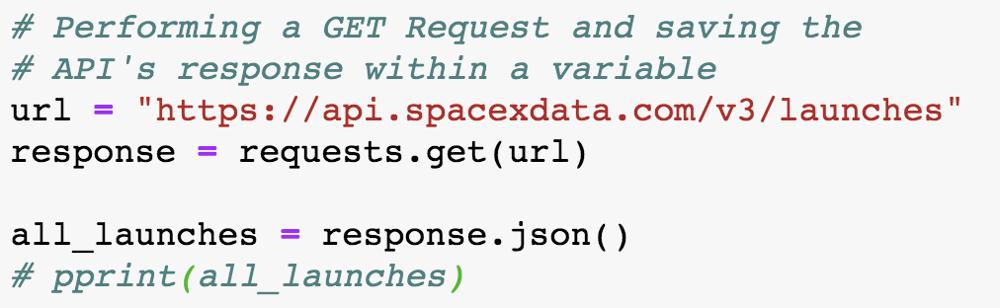 # Performing a GET Request and saving the
# API's response within a variable
url = "https://api.spacexdata.com/v3/launches"
response = requests.get(url)
all_launches = response.json()
# pprint(all_launches)